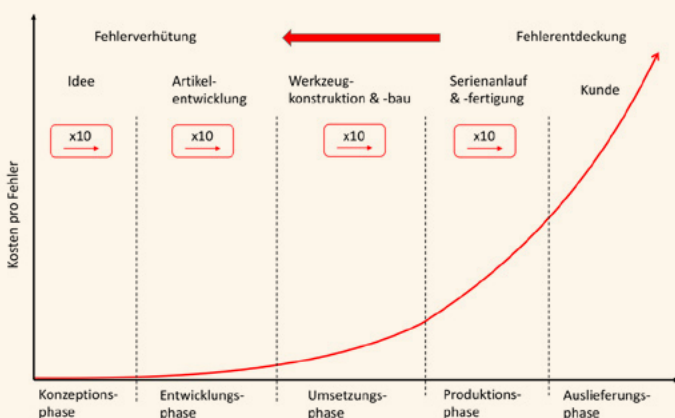 Fehlerverhütung
Fehlerentdeckung
Idee
Artikel-
entwicklung
Werkzeug-
konstruktion & -bau
Serienanlauf
& -fertigung
Kunde
x10
x10
x10
x10
Kosten pro Fehler
Konzeptions-
phase
Entwicklungs-
phase
Umsetzungs-
phase
Produktions-
phase
Auslieferungs-
phase